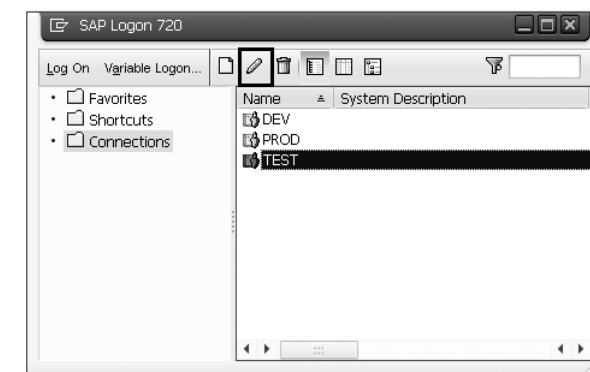 SAP Logon 720
Log On Variable Logon...
Favorites
Shortcuts
Connections
Name System Description
DEV
PROD
TEST